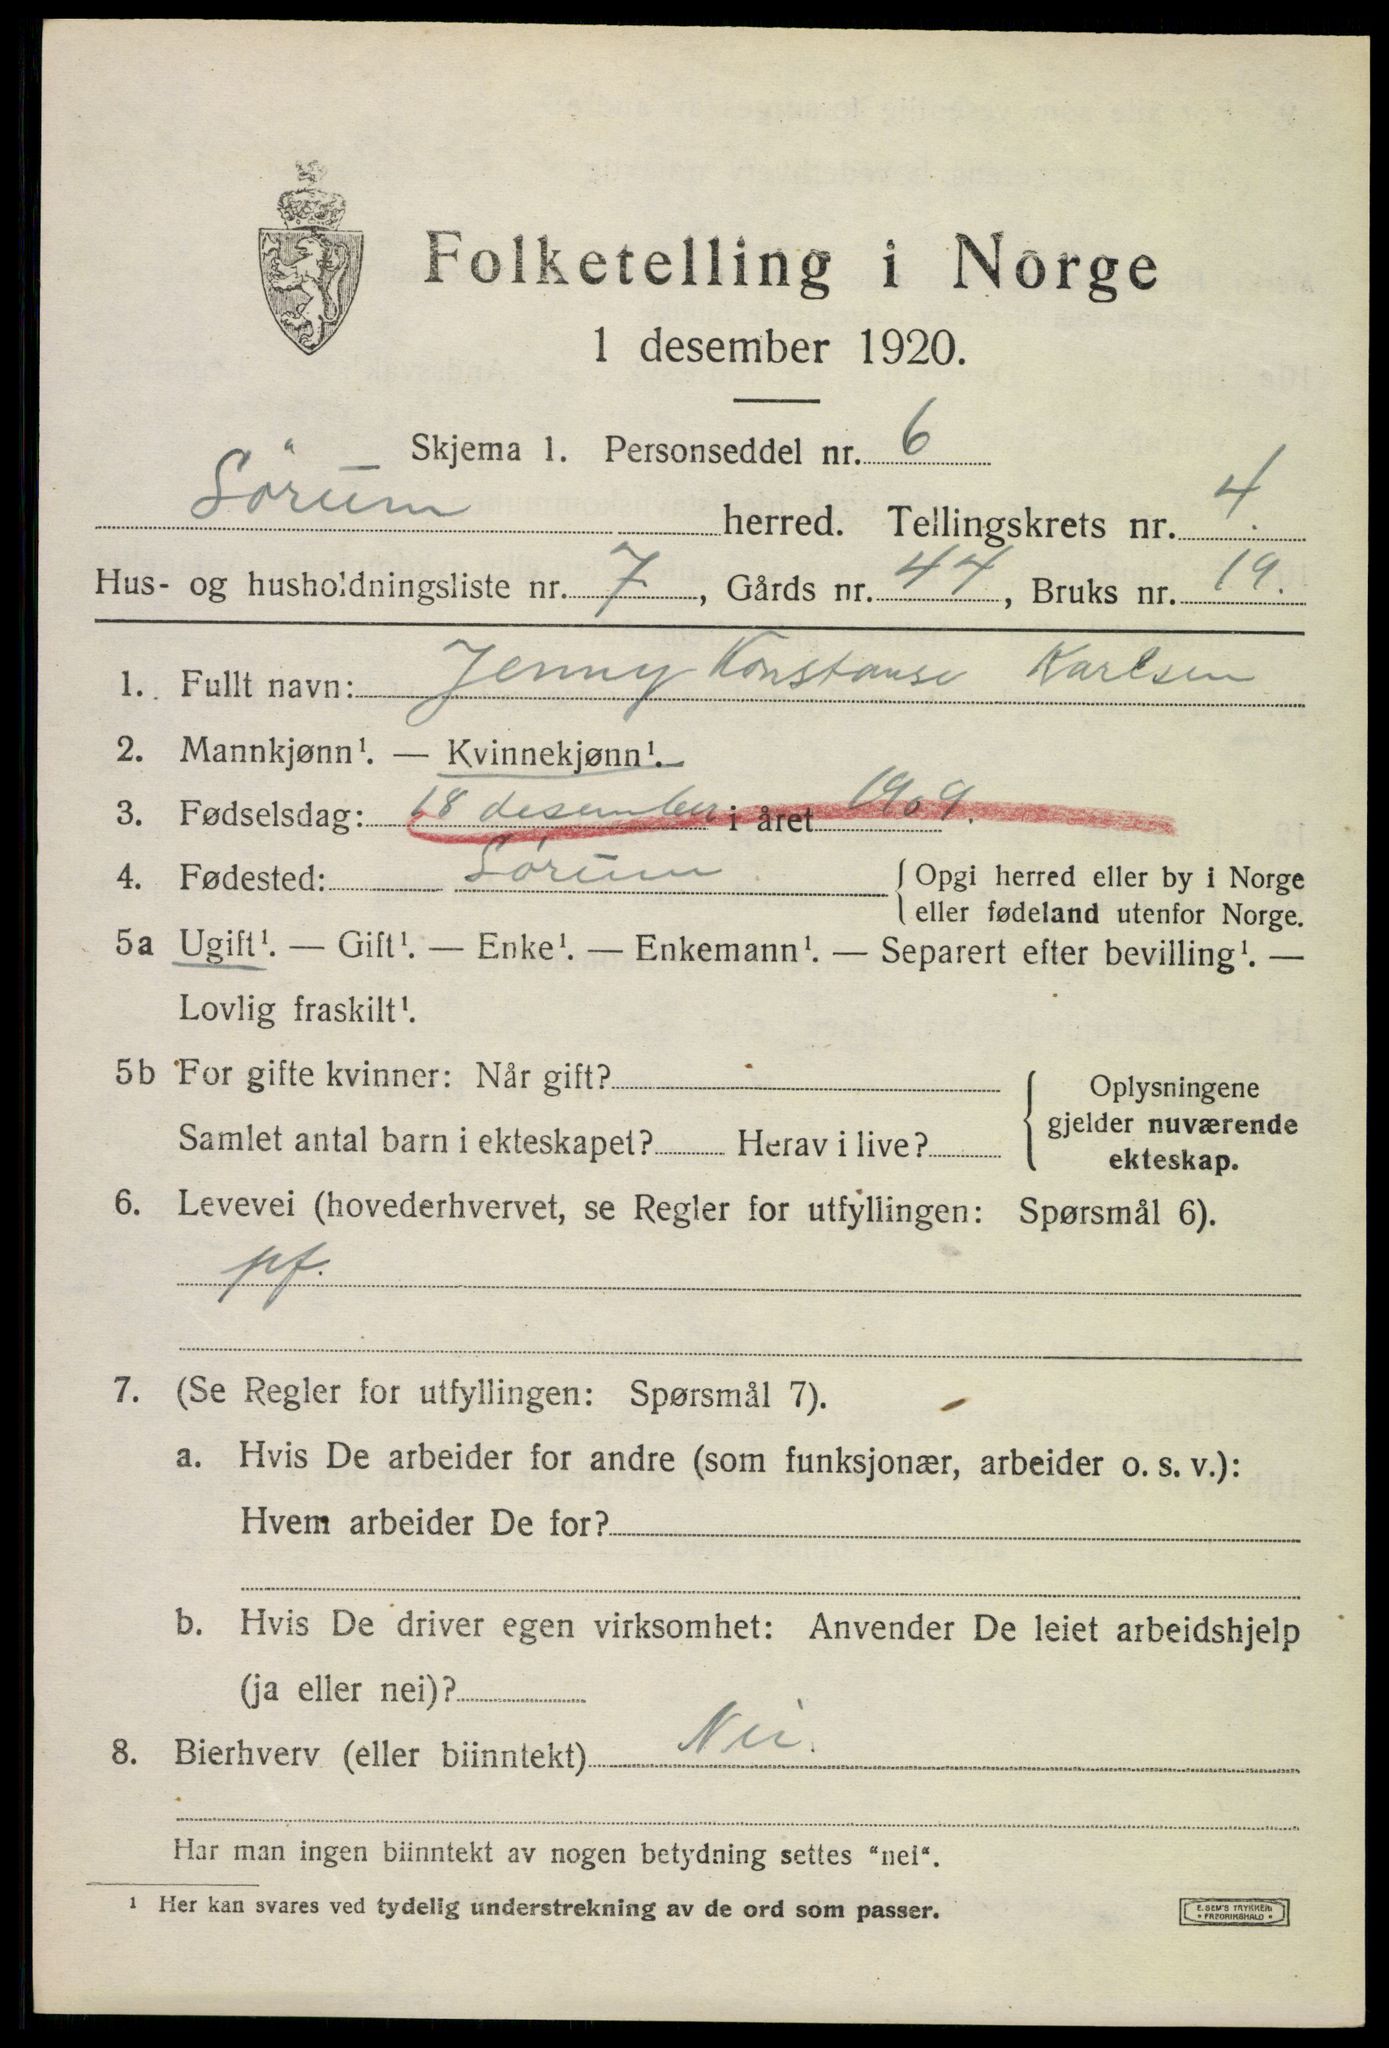 Folketelling i Norge
1 desember 1920.
Skjema 1. Personseddel nr. 6
Sörum herred. Tellingskrets nr. 4.
Hus- og husholdningsliste nr. 7, Gårds nr. 44, Bruks nr. 19.
1. Fullt navn: Jenny Konstanse Karlsen
2. Mannkjønn¹. — Kvinnekjønn¹.
3. Fødselsdag: 18 desember i året 1909.
4. Fødested: Sörum { Opgi herred eller by i Norge
eller fødeland utenfor Norge.
5a Ugift¹. — Gift¹. — Enke¹. — Enkemann¹. — Separert efter bevilling¹. —
Lovlig fraskilt¹.
5b For gifte kvinner: Når gift? { Oplysningene
gjelder nuværende
Samlet antal barn i ekteskapet? Herav i live?
ekteskap.
6. Levevei (hovederhvervet, se Regler for utfyllingen: Spørsmål 6).
pf.
7. (Se Regler for utfyllingen: Spørsmål 7).
a. Hvis De arbeider for andre (som funksjonær, arbeider o. s. v.):
Hvem arbeider De for?
b. Hvis De driver egen virksomhet: Anvender De leiet arbeidshjelp
(ja eller nei)?
8. Bierhverv (eller biinntekt) Nei.
Har man ingen biinntekt av nogen betydning settes "nei".
¹ Her kan svares ved tydelig understrekning av de ord som passer.
E. SEM'S TRYKKERI
• FREDRIKSHALD •